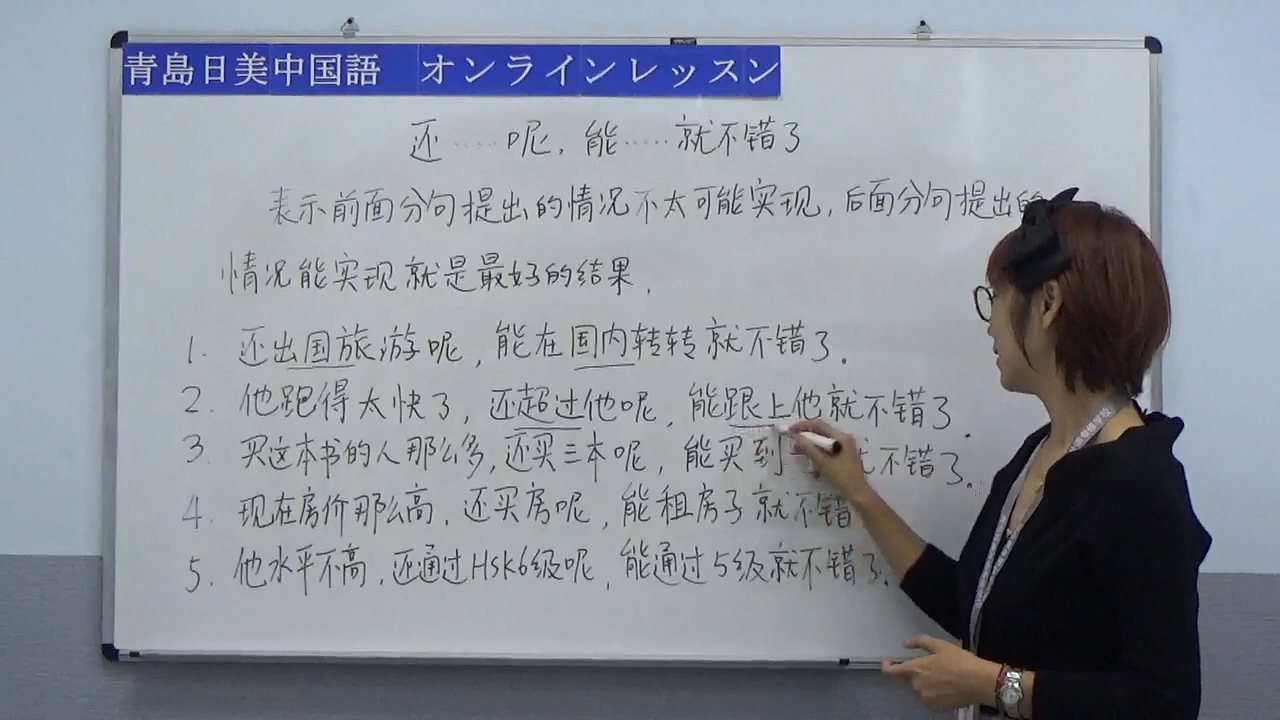 青島日美中国語 オンラインレッスン
还……呢，能……就不错了
表示前面分句提出的情况不太可能实现，后面分句提出的
情况能实现就是最好的结果．
1. 还出国旅游呢，能在国内转转就不错了．
2. 他跑得太快了，还超过他呢，能跟上他就不错了．
3. 买这本书的人那么多，还买三本呢，能买到 就不错了．
4. 现在房价那么高，还买房呢，能租房子就不错
5. 他水平不高，还通过HSK6级呢，能通过5级就不错了．